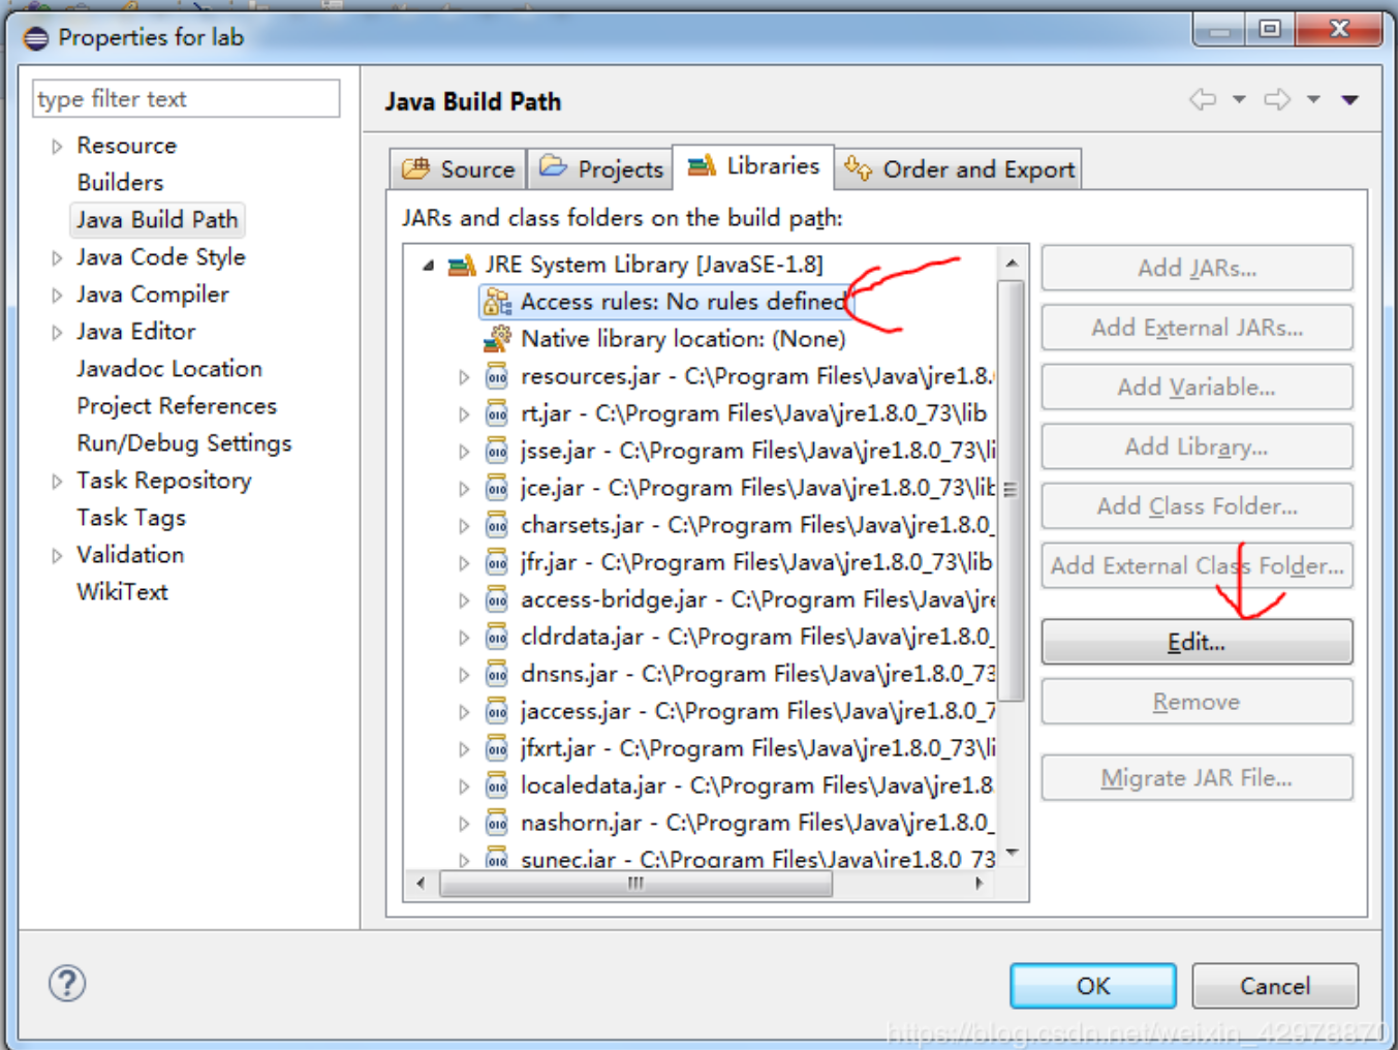 Properties for lab
type filter text
Resource
Builders
Java Build Path
Java Code Style
Java Compiler
Java Editor
Javadoc Location
Project References
Run/Debug Settings
Task Repository
Task Tags
Validation
WikiText
Java Build Path
Source
Projects
Libraries
Order and Export
JARs and class folders on the build path:
JRE System Library [JavaSE-1.8]
Access rules: No rules defined
Native library location: (None)
resources.jar - C:\Program Files\Java\jre1.8.
rt.jar - C:\Program Files\Java\jre1.8.0_73\lib
jsse.jar - C:\Program Files\Java\jre1.8.0_73\li
jce.jar - C:\Program Files\Java\jre1.8.0_73\lib
charsets.jar - C:\Program Files\Java\jre1.8.0_
jfr.jar - C:\Program Files\Java\jre1.8.0_73\lib
access-bridge.jar - C:\Program Files\Java\jre
cldrdata.jar - C:\Program Files\Java\jre1.8.0_
dnsns.jar - C:\Program Files\Java\jre1.8.0_73
jaccess.jar - C:\Program Files\Java\jre1.8.0_7
jfxrt.jar - C:\Program Files\Java\jre1.8.0_73\li
localedata.jar - C:\Program Files\Java\jre1.8
nashorn.jar - C:\Program Files\Java\jre1.8.0_
sunec.jar - C:\Program Files\Java\jre1.8.0_73
Add JARs...
Add External JARs...
Add Variable...
Add Library...
Add Class Folder...
Add External Class Folder...
Edit...
Remove
Migrate JAR File...
OK
Cancel
https://blog.csdn.net/weixin_42978870